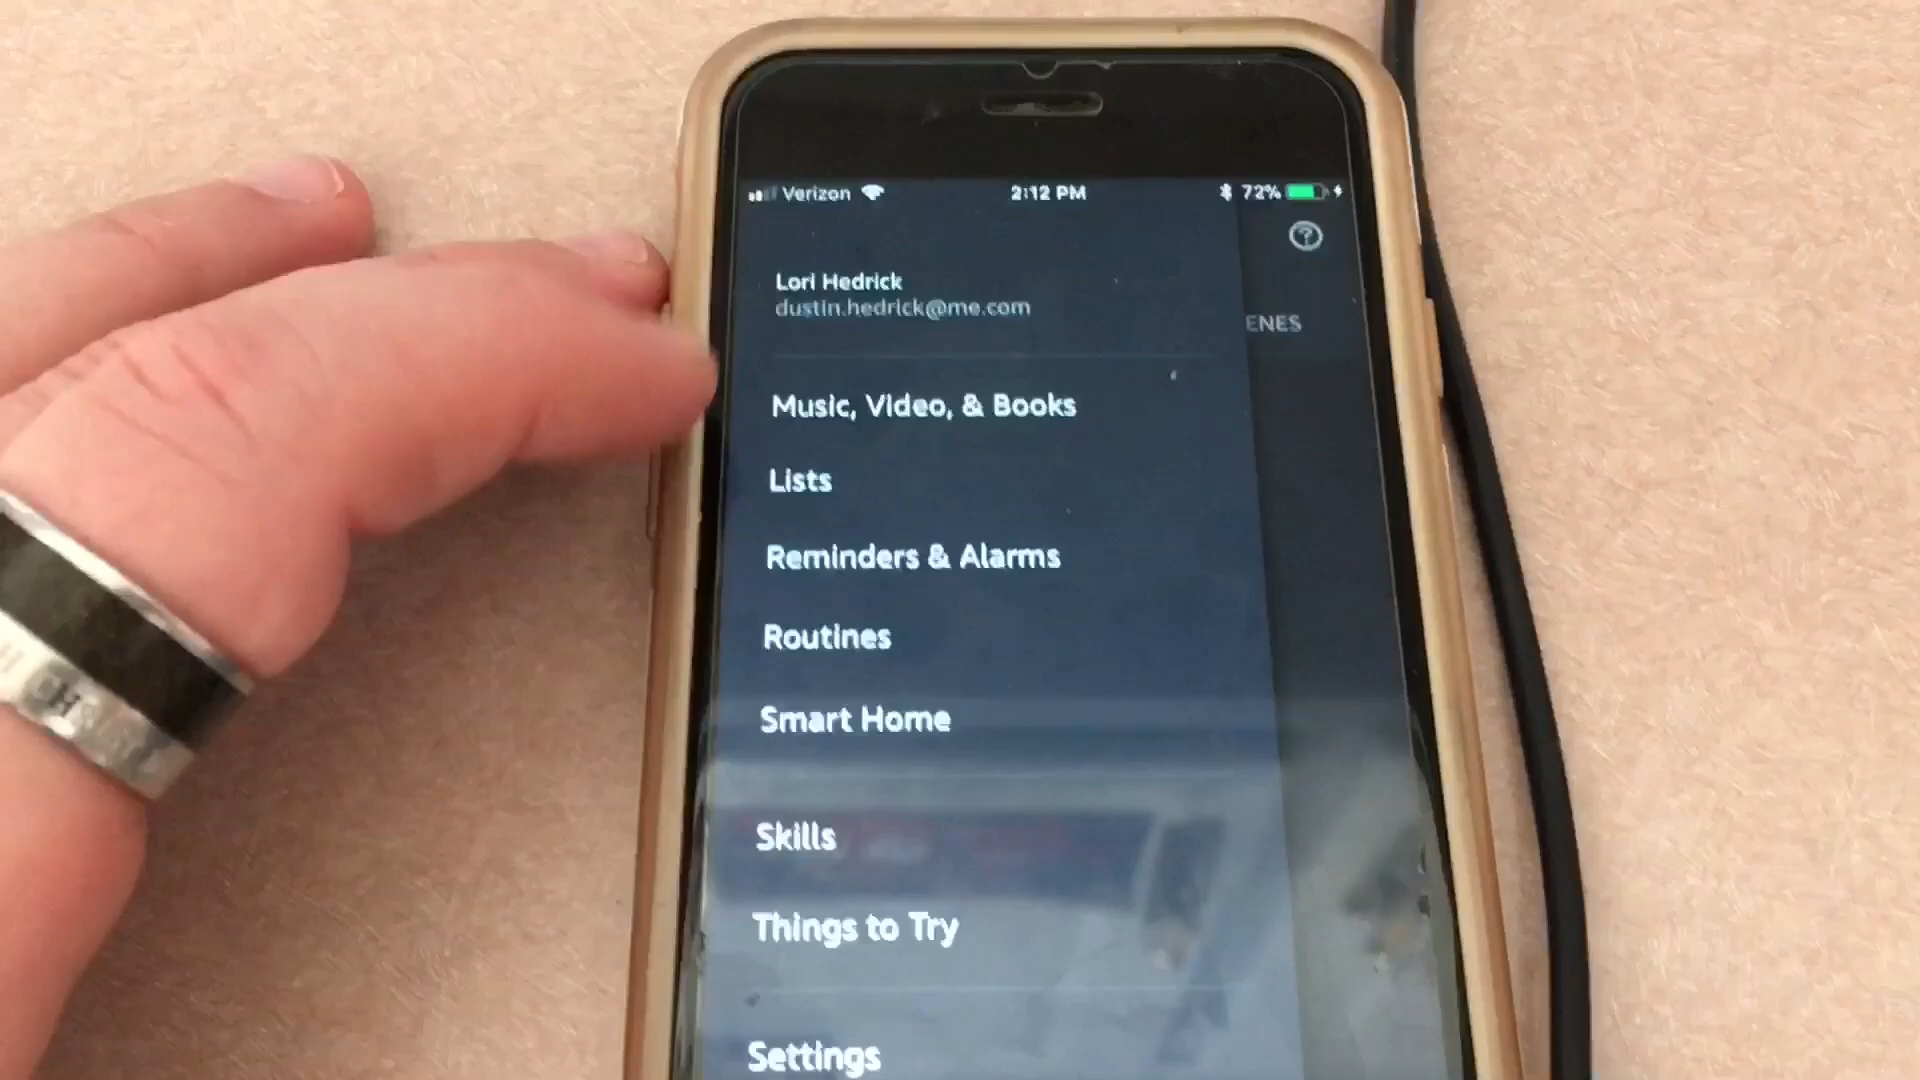 Verizon 2:12 PM 72%
Lori Hedrick
dustin.hedrick@me.com
ENES
Music, Video, & Books
Lists
Reminders & Alarms
Routines
Smart Home
Skills
Things to Try
Settings